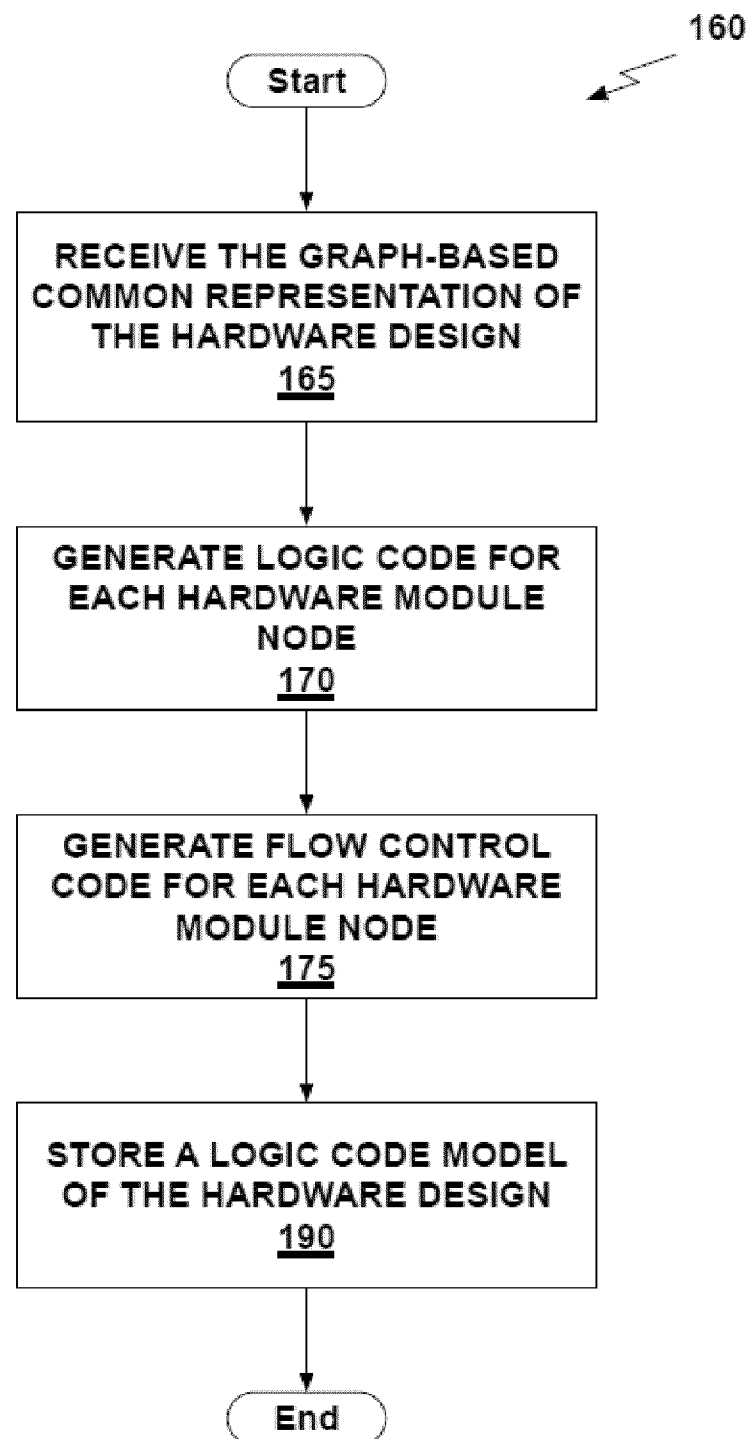 160
Start
RECEIVE THE GRAPH-BASED
COMMON REPRESENTATION OF
THE HARDWARE DESIGN
165
GENERATE LOGIC CODE FOR
EACH HARDWARE MODULE
NODE
170
GENERATE FLOW CONTROL
CODE FOR EACH HARDWARE
MODULE NODE
175
STORE A LOGIC CODE MODEL
OF THE HARDWARE DESIGN
190
End